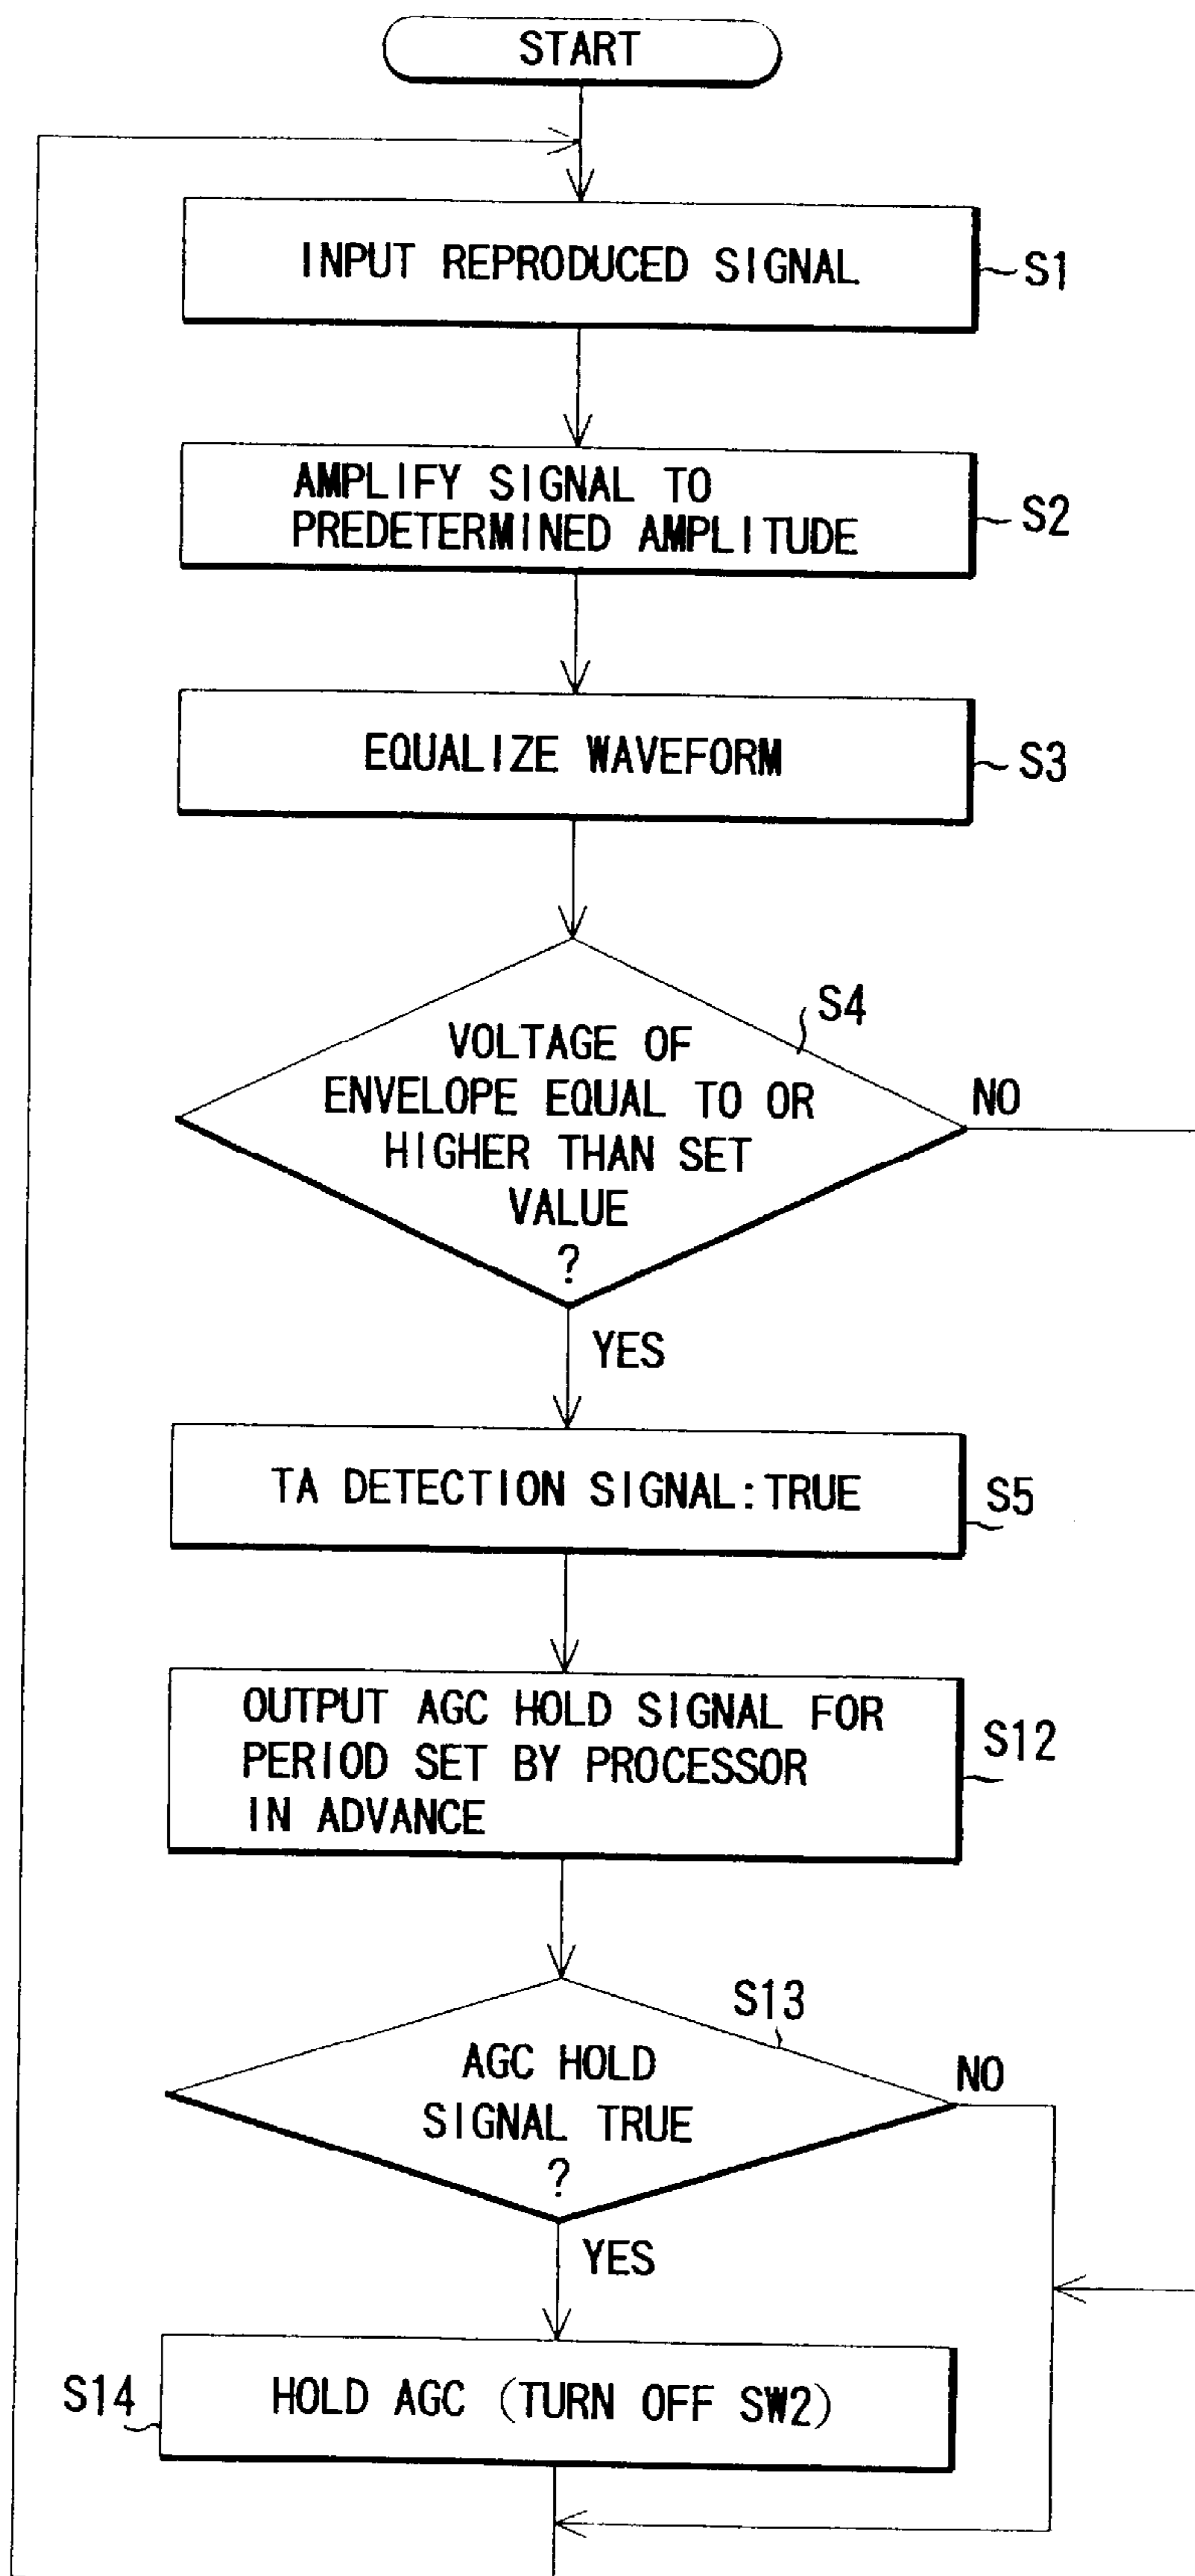 START
INPUT REPRODUCED SIGNAL
S1
AMPLIFY SIGNAL TO
PREDETERMINED AMPLITUDE
S2
EQUALIZE WAVEFORM
S3
S4
VOLTAGE OF
ENVELOPE EQUAL TO OR
HIGHER THAN SET
VALUE
?
NO
YES
TA DETECTION SIGNAL:TRUE
S5
OUTPUT AGC HOLD SIGNAL FOR
PERIOD SET BY PROCESSOR
IN ADVANCE
S12
S13
AGC HOLD
SIGNAL TRUE
?
NO
YES
S14
HOLD AGC (TURN OFF SW2)